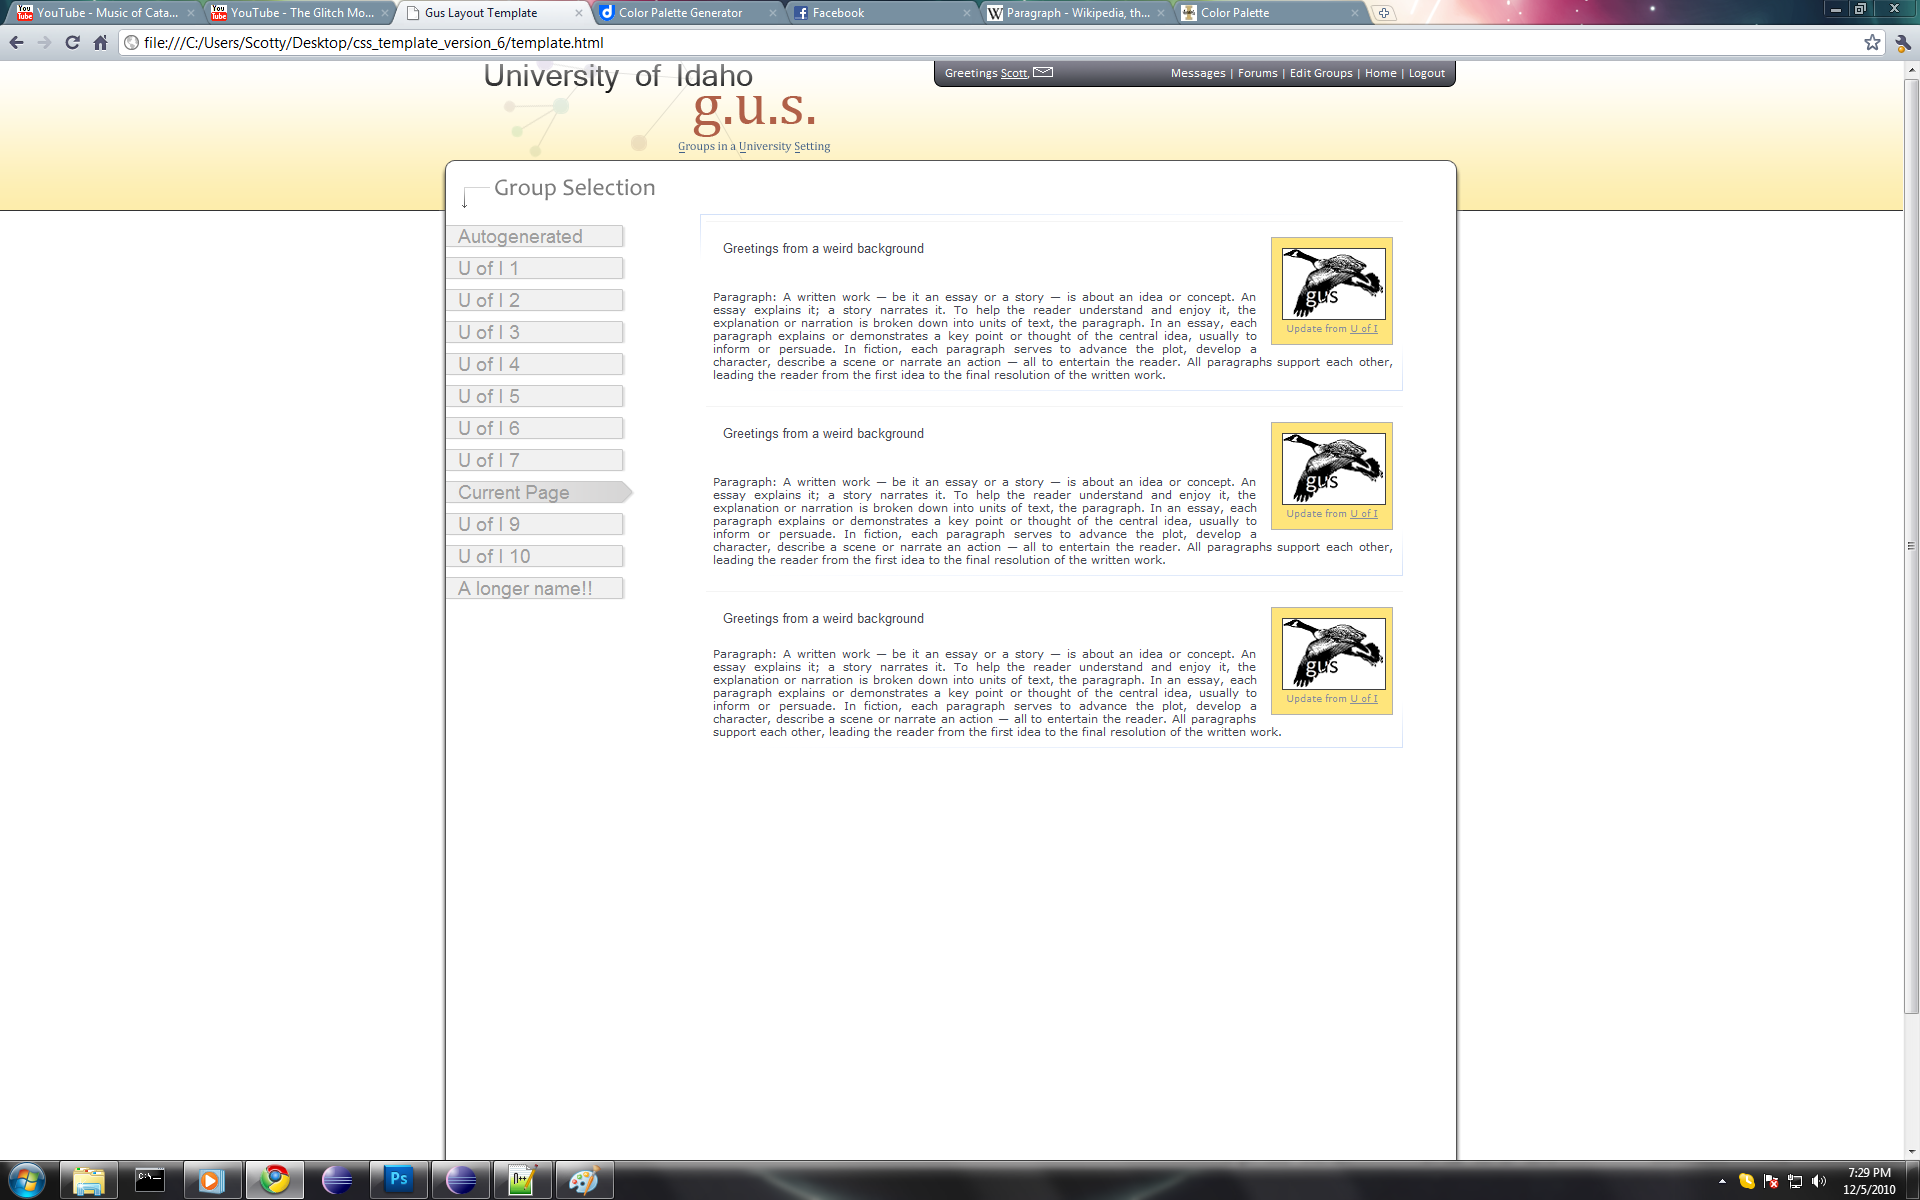 YouTube - Music of Cata...
YouTube - The Glitch Mo...
Gus Layout Template
Color Palette Generator
Facebook
Paragraph - Wikipedia, th...
Color Palette
file:///C:/Users/Scotty/Desktop/css_template_version_6/template.html
University of Idaho
g.u.s.
Groups in a University Setting
Greetings Scott,
Messages | Forums | Edit Groups | Home | Logout
Group Selection
Autogenerated
U of I 1
U of I 2
U of I 3
U of I 4
U of I 5
U of I 6
U of I 7
Current Page
U of I 9
U of I 10
A longer name!!
Greetings from a weird background
Paragraph: A written work — be it an essay or a story — is about an idea or concept. An
essay explains it; a story narrates it. To help the reader understand and enjoy it, the
explanation or narration is broken down into units of text, the paragraph. In an essay, each
paragraph explains or demonstrates a key point or thought of the central idea, usually to
inform or persuade. In fiction, each paragraph serves to advance the plot, develop a
character, describe a scene or narrate an action — all to entertain the reader. All paragraphs support each other,
leading the reader from the first idea to the final resolution of the written work.
gus
Update from U of I
Greetings from a weird background
Paragraph: A written work — be it an essay or a story — is about an idea or concept. An
essay explains it; a story narrates it. To help the reader understand and enjoy it, the
explanation or narration is broken down into units of text, the paragraph. In an essay, each
paragraph explains or demonstrates a key point or thought of the central idea, usually to
inform or persuade. In fiction, each paragraph serves to advance the plot, develop a
character, describe a scene or narrate an action — all to entertain the reader. All paragraphs support each other,
leading the reader from the first idea to the final resolution of the written work.
gus
Update from U of I
Greetings from a weird background
Paragraph: A written work — be it an essay or a story — is about an idea or concept. An
essay explains it; a story narrates it. To help the reader understand and enjoy it, the
explanation or narration is broken down into units of text, the paragraph. In an essay, each
paragraph explains or demonstrates a key point or thought of the central idea, usually to
inform or persuade. In fiction, each paragraph serves to advance the plot, develop a
character, describe a scene or narrate an action — all to entertain the reader. All paragraphs
support each other, leading the reader from the first idea to the final resolution of the written work.
gus
Update from U of I
C:\_
Ps
n++
7:29 PM
12/5/2010